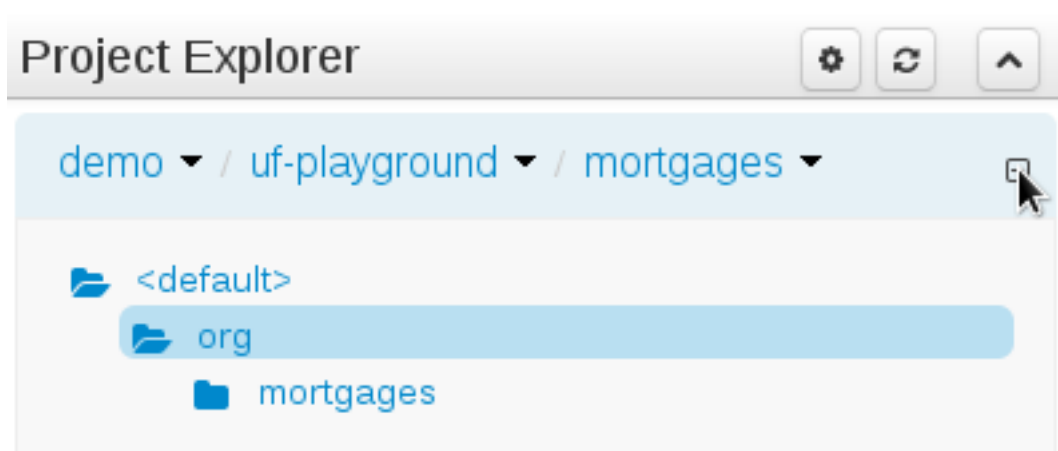 Project Explorer
demo / uf-playground / mortgages
<default>
org
mortgages